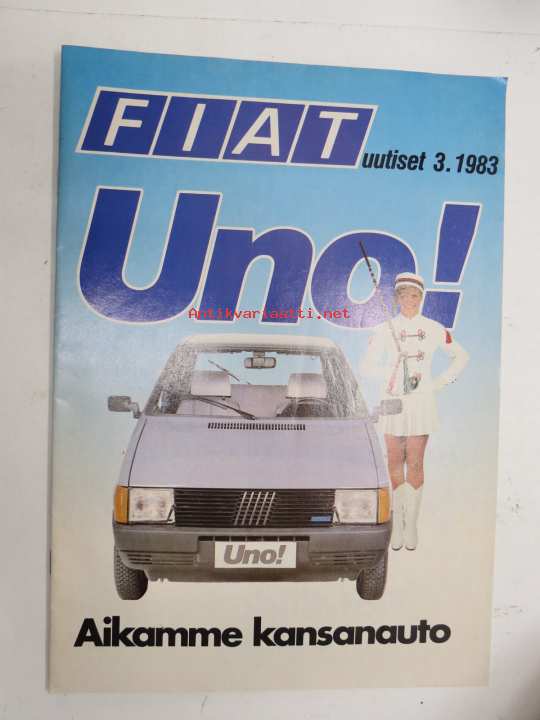 FIAT
uutiset 3.1983
Uno!
Antikvariaatti.net
Uno!
Aikamme kansanauto